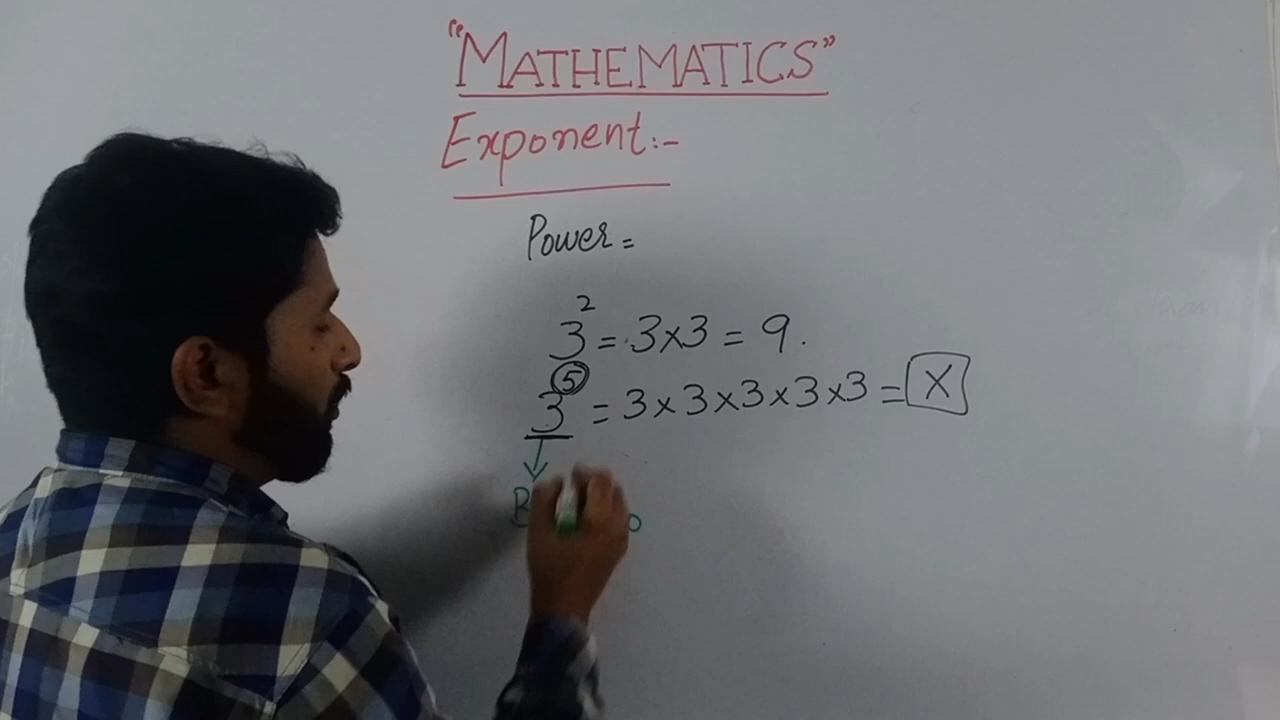 "MATHEMATICS"
Exponent:-
Power =
3² = 3×3 = 9.
3⁵ = 3×3×3×3×3 = X